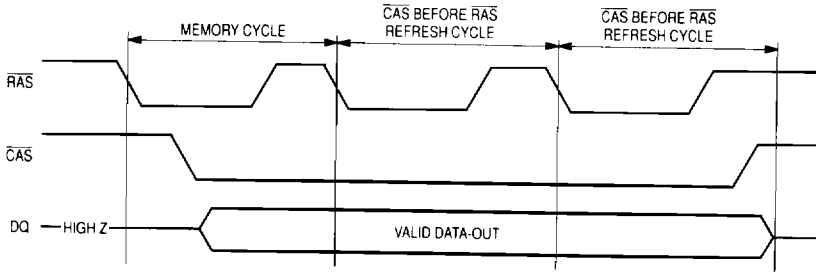 MEMORY CYCLE
CAS BEFORE RAS
REFRESH CYCLE
CAS BEFORE RAS
REFRESH CYCLE
RAS
CAS
DQ
HIGH Z
VALID DATA-OUT